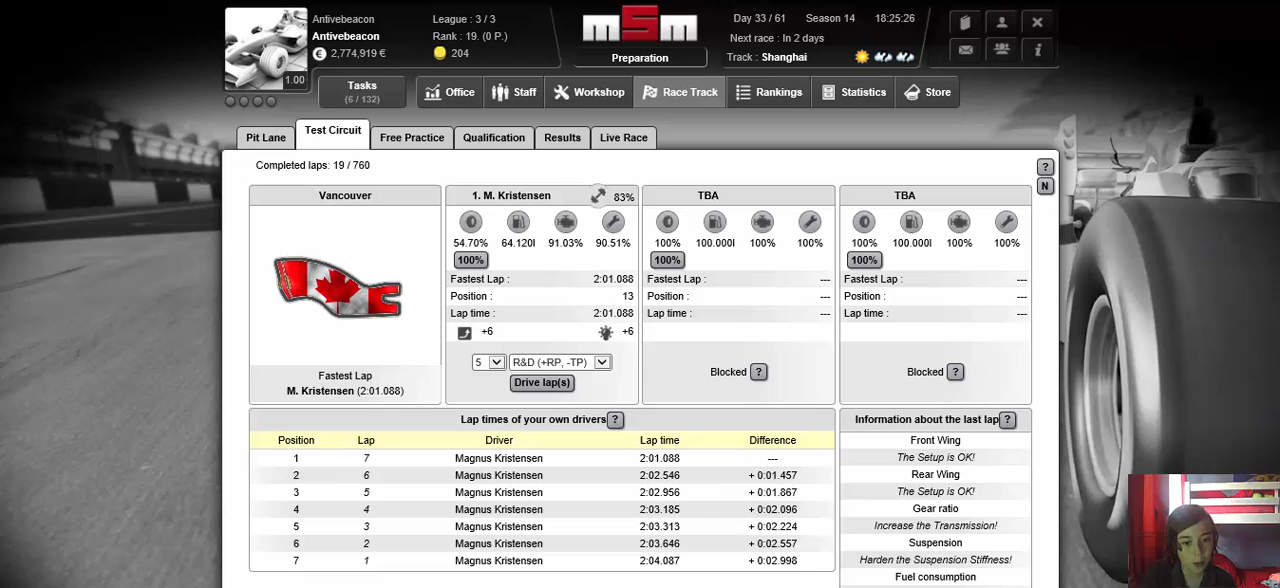 Antivebeacon
Antivebeacon
€ 2,774,919 €
1.00
League : 3 / 3
Rank : 19. (0 P.)
204
mSm
Preparation
Day 33 / 61 Season 14 18:25:26
Next race : In 2 days
Track : Shanghai
Tasks
(6 / 132)
Office Staff Workshop Race Track Rankings Statistics Store
Pit Lane Test Circuit Free Practice Qualification Results Live Race
Completed laps: 19 / 760
?
N
Vancouver
Fastest Lap
M. Kristensen (2:01.088)
1. M. Kristensen 83%
54.70% 64.120l 91.03% 90.51%
100%
Fastest Lap : 2:01.088
Position : 13
Lap time : 2:01.088
+6 +6
5 R&D (+RP, -TP)
Drive lap(s)
TBA
100% 100.000l 100% 100%
100%
Fastest Lap : ---
Position : ---
Lap time : ---
Blocked ?
TBA
100% 100.000l 100% 100%
100%
Fastest Lap : ---
Position : ---
Lap time : ---
Blocked ?
Lap times of your own drivers ?
Position Lap Driver Lap time Difference
1 7 Magnus Kristensen 2:01.088 ---
2 6 Magnus Kristensen 2:02.546 + 0:01.457
3 5 Magnus Kristensen 2:02.956 + 0:01.867
4 4 Magnus Kristensen 2:03.185 + 0:02.096
5 3 Magnus Kristensen 2:03.313 + 0:02.224
6 2 Magnus Kristensen 2:03.646 + 0:02.557
7 1 Magnus Kristensen 2:04.087 + 0:02.998
Information about the last lap ?
Front Wing
The Setup is OK!
Rear Wing
The Setup is OK!
Gear ratio
Increase the Transmission!
Suspension
Harden the Suspension Stiffness!
Fuel consumption